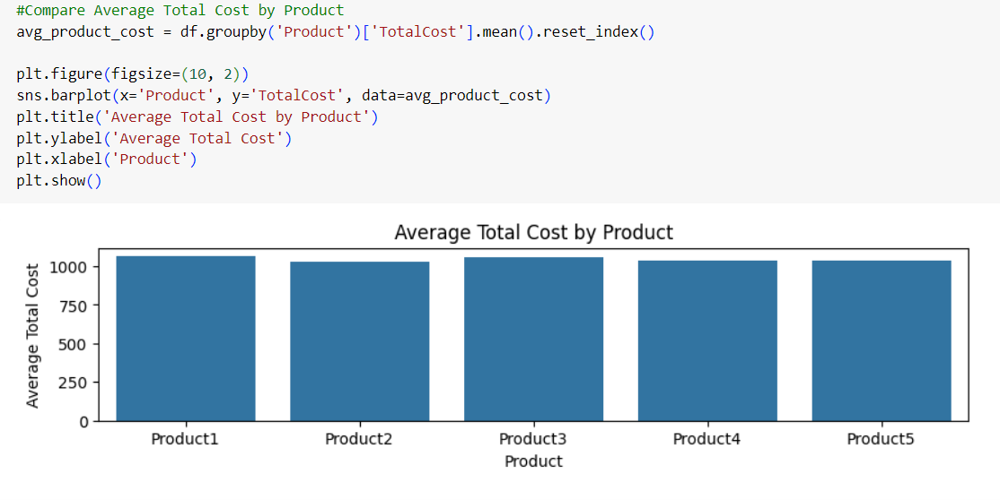 #Compare Average Total Cost by Product
avg_product_cost = df.groupby('Product')['TotalCost'].mean().reset_index()
plt.figure(figsize=(10, 2))
sns.barplot(x='Product', y='TotalCost', data=avg_product_cost)
plt.title('Average Total Cost by Product')
plt.ylabel('Average Total Cost')
plt.xlabel('Product')
plt.show()
Average Total Cost by Product
Average Total Cost
1000
750
500
250
0
Product1 Product2 Product3 Product4 Product5
Product